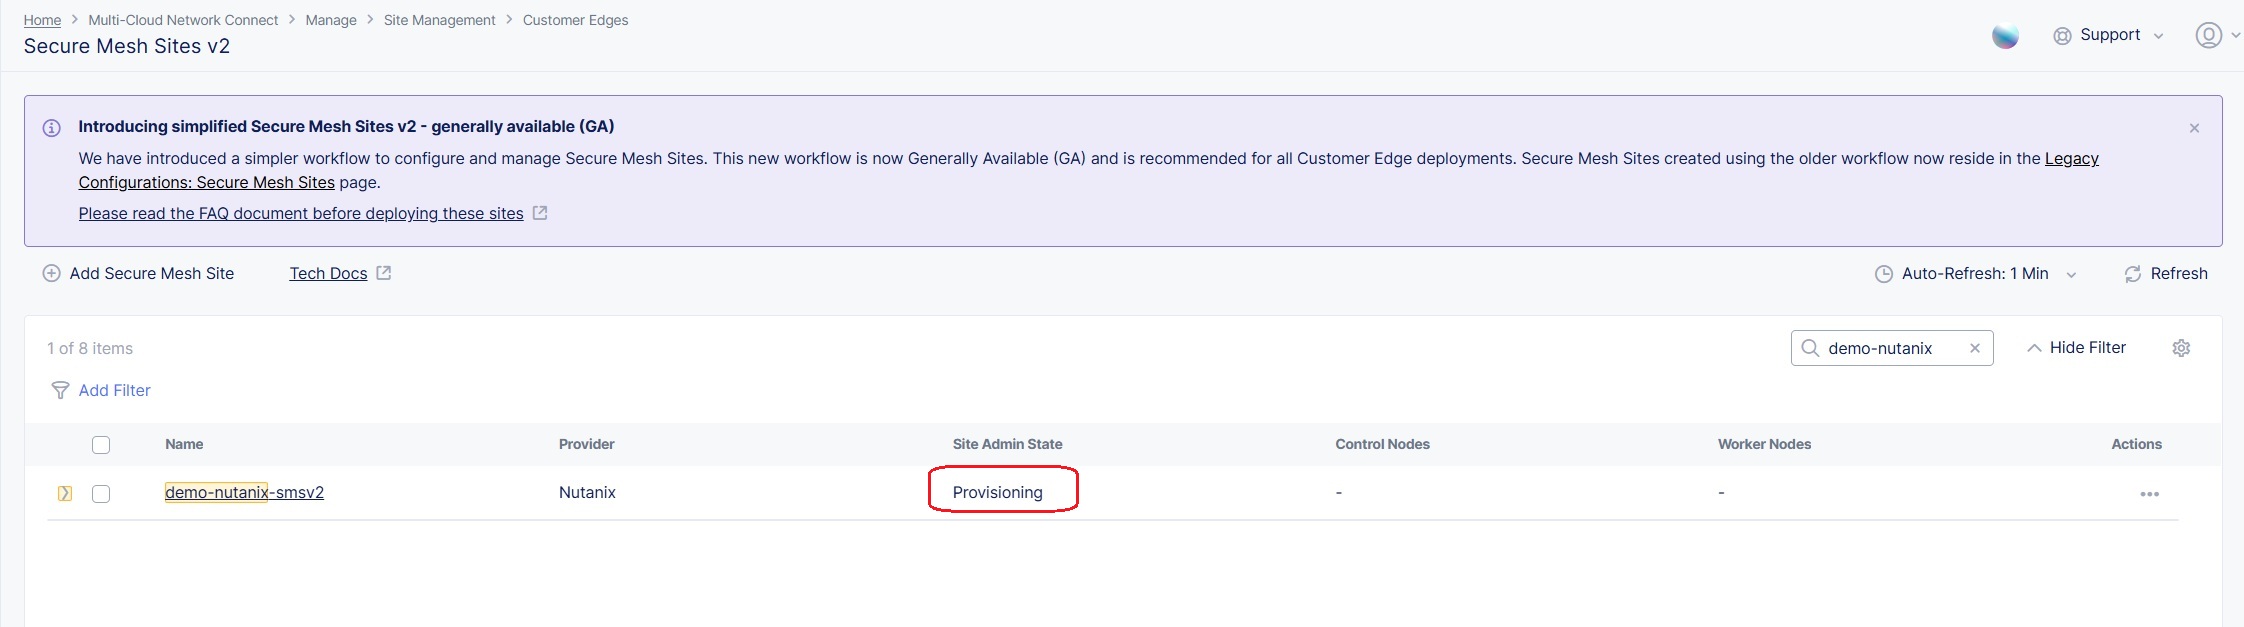 Home > Multi-Cloud Network Connect > Manage > Site Management > Customer Edges
Secure Mesh Sites v2
Support
Introducing simplified Secure Mesh Sites v2 - generally available (GA)
We have introduced a simpler workflow to configure and manage Secure Mesh Sites. This new workflow is now Generally Available (GA) and is recommended for all Customer Edge deployments. Secure Mesh Sites created using the older workflow now reside in the Legacy
Configurations: Secure Mesh Sites page.
Please read the FAQ document before deploying these sites
Add Secure Mesh Site Tech Docs Auto-Refresh: 1 Min Refresh
1 of 8 items demo-nutanix Hide Filter
Add Filter
Name Provider Site Admin State Control Nodes Worker Nodes Actions
demo-nutanix-smsv2 Nutanix Provisioning - -